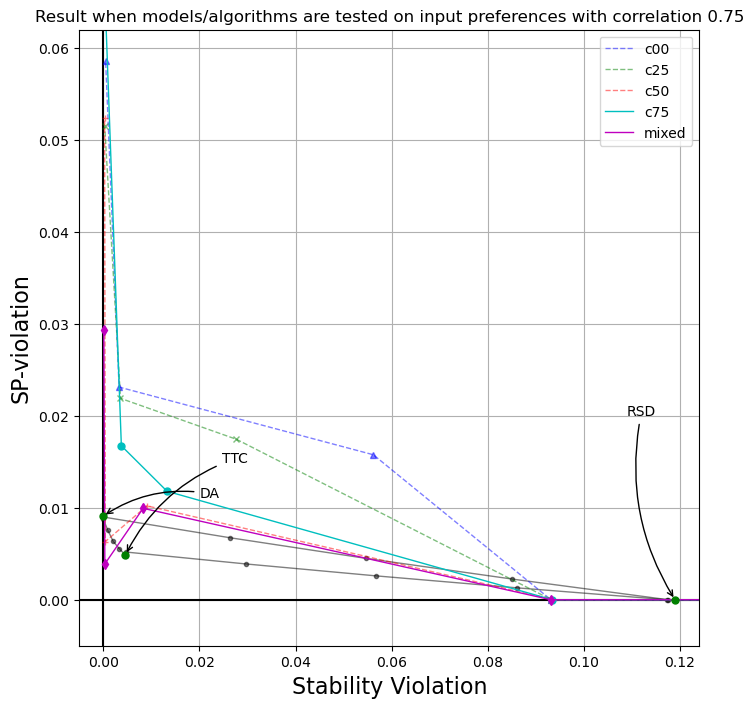 Result when models/algorithms are tested on input preferences with correlation 0.75
c00
c25
c50
c75
mixed
0.06
0.05
0.04
0.03
0.02
0.01
0.00
SP-violation
RSD
TTC
DA
0.00
0.02
0.04
0.06
0.08
0.10
0.12
Stability Violation